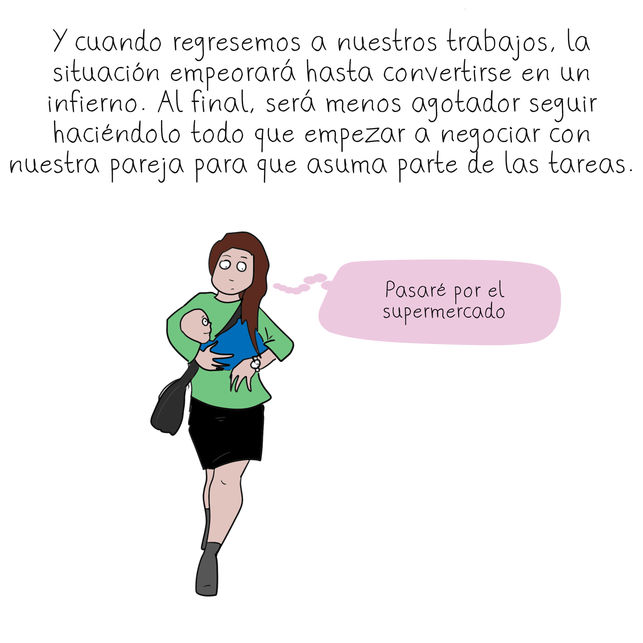 Y cuando regresemos a nuestros trabajos, la
situación empeorará hasta convertirse en un
infierno. Al final, será menos agotador seguir
haciéndolo todo que empezar a negociar con
nuestra pareja para que asuma parte de las tareas.
Pasaré por el
supermercado